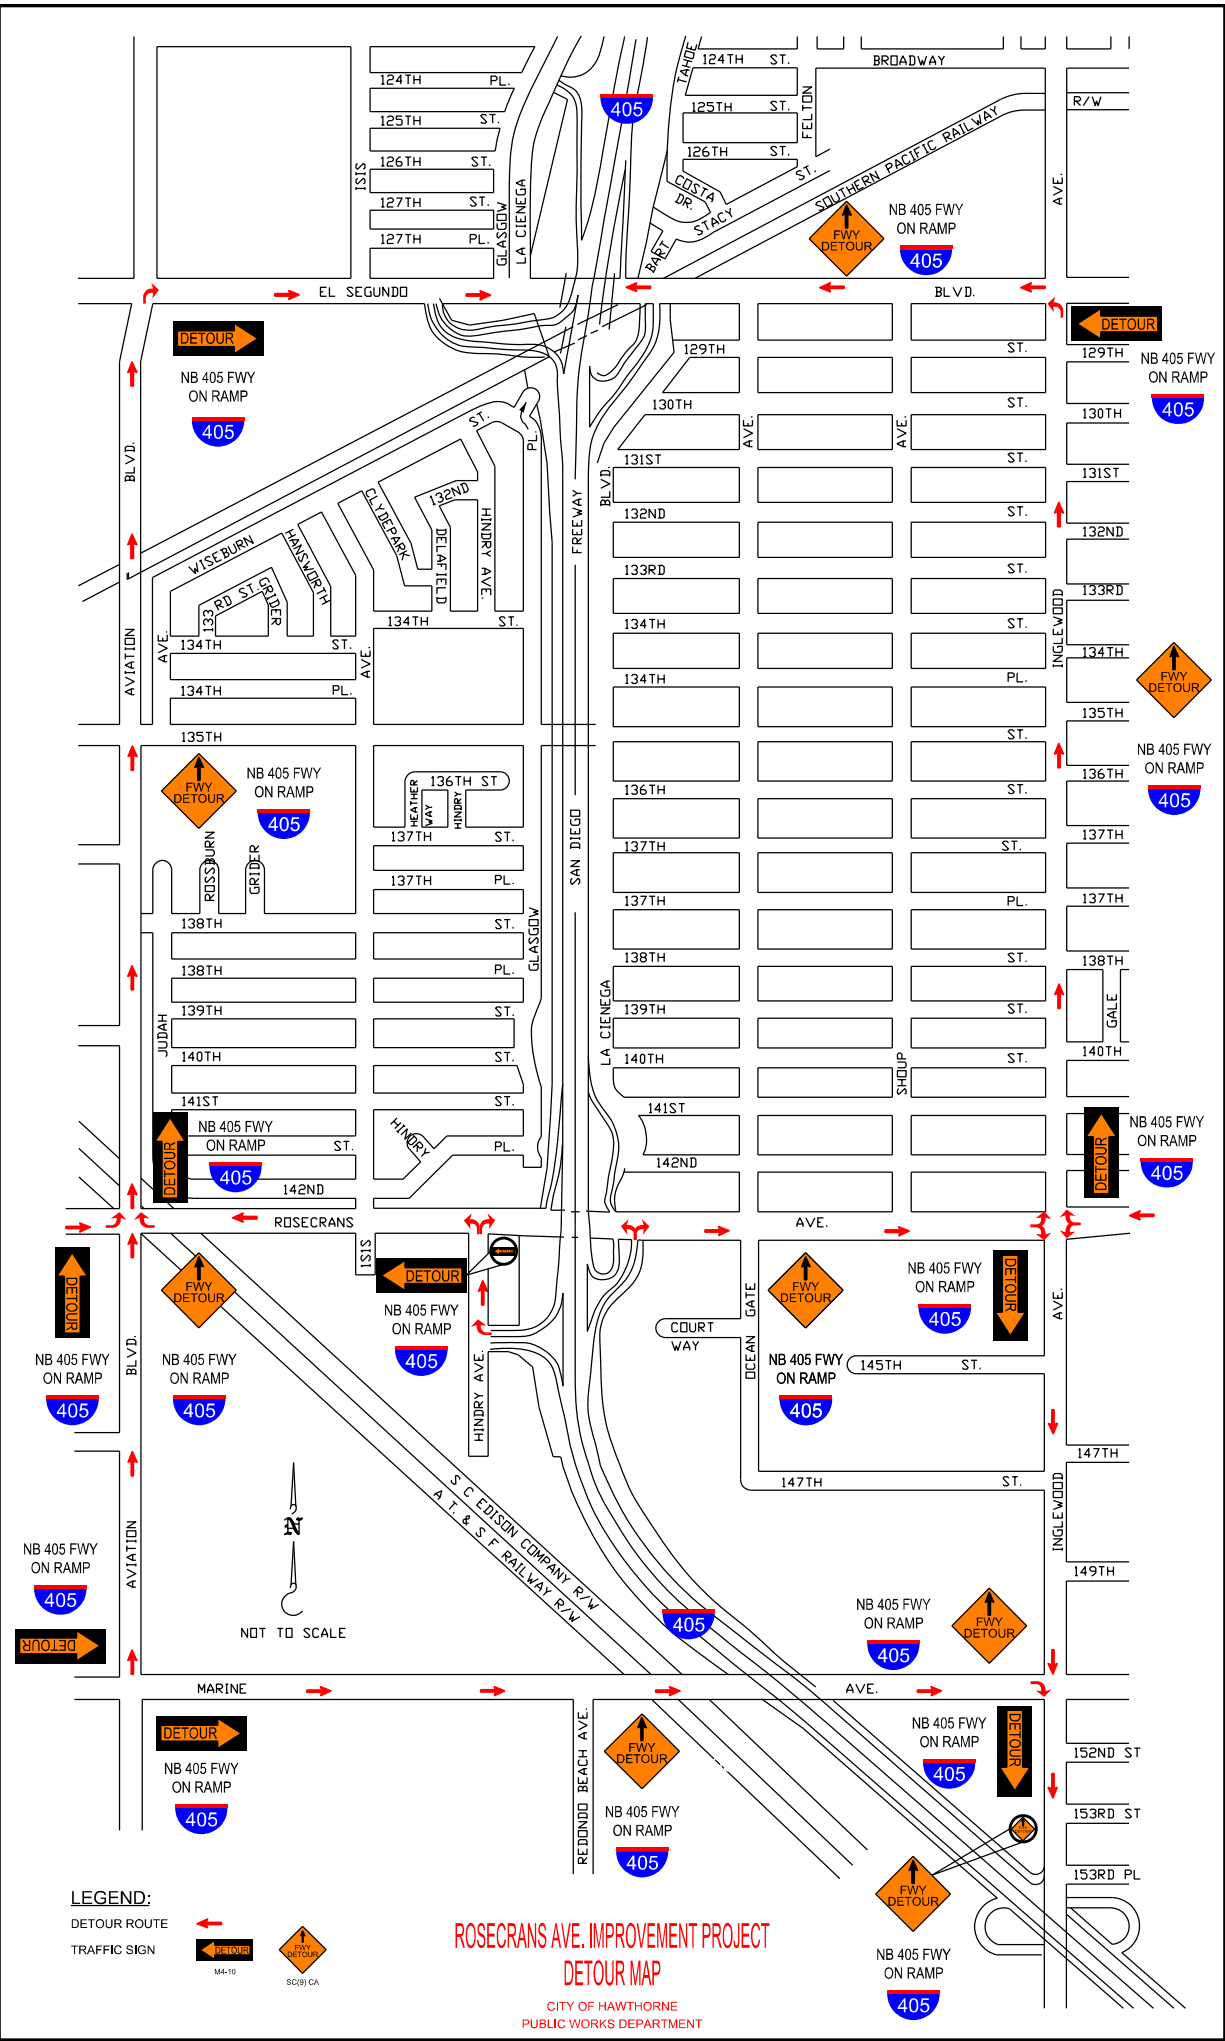 124TH PL.
125TH ST.
126TH ST.
127TH ST.
127TH PL.
ISIS
GLASGOW
LA CIENEGA
405
TAHOE
124TH ST.
125TH ST.
126TH ST.
FELTON
BROADWAY
R/W
AVE.
COSTA
DR.
STACY ST.
BART
SOUTHERN PACIFIC RAILWAY
FWY
DETOUR
NB 405 FWY
ON RAMP
405
EL SEGUNDO
BLVD.
DETOUR
NB 405 FWY
ON RAMP
405
DETOUR
NB 405 FWY
ON RAMP
405
129TH ST.
129TH
130TH ST.
130TH
AVE.
AVE.
131ST ST.
131ST
132ND ST.
132ND
133RD ST.
133RD
134TH ST.
134TH
134TH PL.
135TH ST.
135TH
136TH ST.
136TH
137TH ST.
137TH
137TH PL.
137TH
138TH ST.
138TH
139TH ST.
140TH ST.
140TH
141ST
142ND
BLVD.
LA CIENEGA
SHOUP
GALE
INGLEWOOD
FWY
DETOUR
NB 405 FWY
ON RAMP
405
BLVD.
AVIATION
WISEBURN ST.
PL.
HANSWORTH
CLYDEPARK
132ND
DELAFIELD
HINDRY AVE.
133 RD ST.
GRIDER
134TH ST.
AVE.
134TH ST.
AVE.
134TH PL.
135TH
FREEWAY
SAN DIEGO
FWY
DETOUR
NB 405 FWY
ON RAMP
405
HEATHER
WAY
136TH ST
HINDRY
137TH ST.
137TH PL.
ROSSBURN
GRIDER
138TH ST.
138TH PL.
139TH ST.
140TH ST.
141ST ST.
GLASGOW
JUDAH
DETOUR
NB 405 FWY
ON RAMP
405
ST.
HINDRY
PL.
142ND
DETOUR
NB 405 FWY
ON RAMP
405
ROSECRANS
AVE.
DETOUR
NB 405 FWY
ON RAMP
405
FWY
DETOUR
NB 405 FWY
ON RAMP
405
BLVD.
AVIATION
1S1S
DETOUR
NB 405 FWY
ON RAMP
405
HINDRY AVE.
COURT
WAY
OCEAN GATE
FWY
DETOUR
NB 405 FWY
ON RAMP
405
NB 405 FWY
ON RAMP
405
DETOUR
AVE.
INGLEWOOD
145TH ST.
147TH ST.
147TH
149TH
S C EDISON COMPANY R/W
A T. & S F RAILWAY R/W
N
NOT TO SCALE
NB 405 FWY
ON RAMP
405
DETOUR
405
NB 405 FWY
ON RAMP
405
FWY
DETOUR
MARINE
AVE.
DETOUR
NB 405 FWY
ON RAMP
405
REDONDO BEACH AVE.
FWY
DETOUR
NB 405 FWY
ON RAMP
405
NB 405 FWY
ON RAMP
405
DETOUR
152ND ST
153RD ST
153RD PL
FWY
DETOUR
NB 405 FWY
ON RAMP
405
LEGEND:
DETOUR ROUTE
TRAFFIC SIGN
DETOUR
M4-10
FWY
DETOUR
SC(9) CA
ROSECRANS AVE. IMPROVEMENT PROJECT
DETOUR MAP
CITY OF HAWTHORNE
PUBLIC WORKS DEPARTMENT